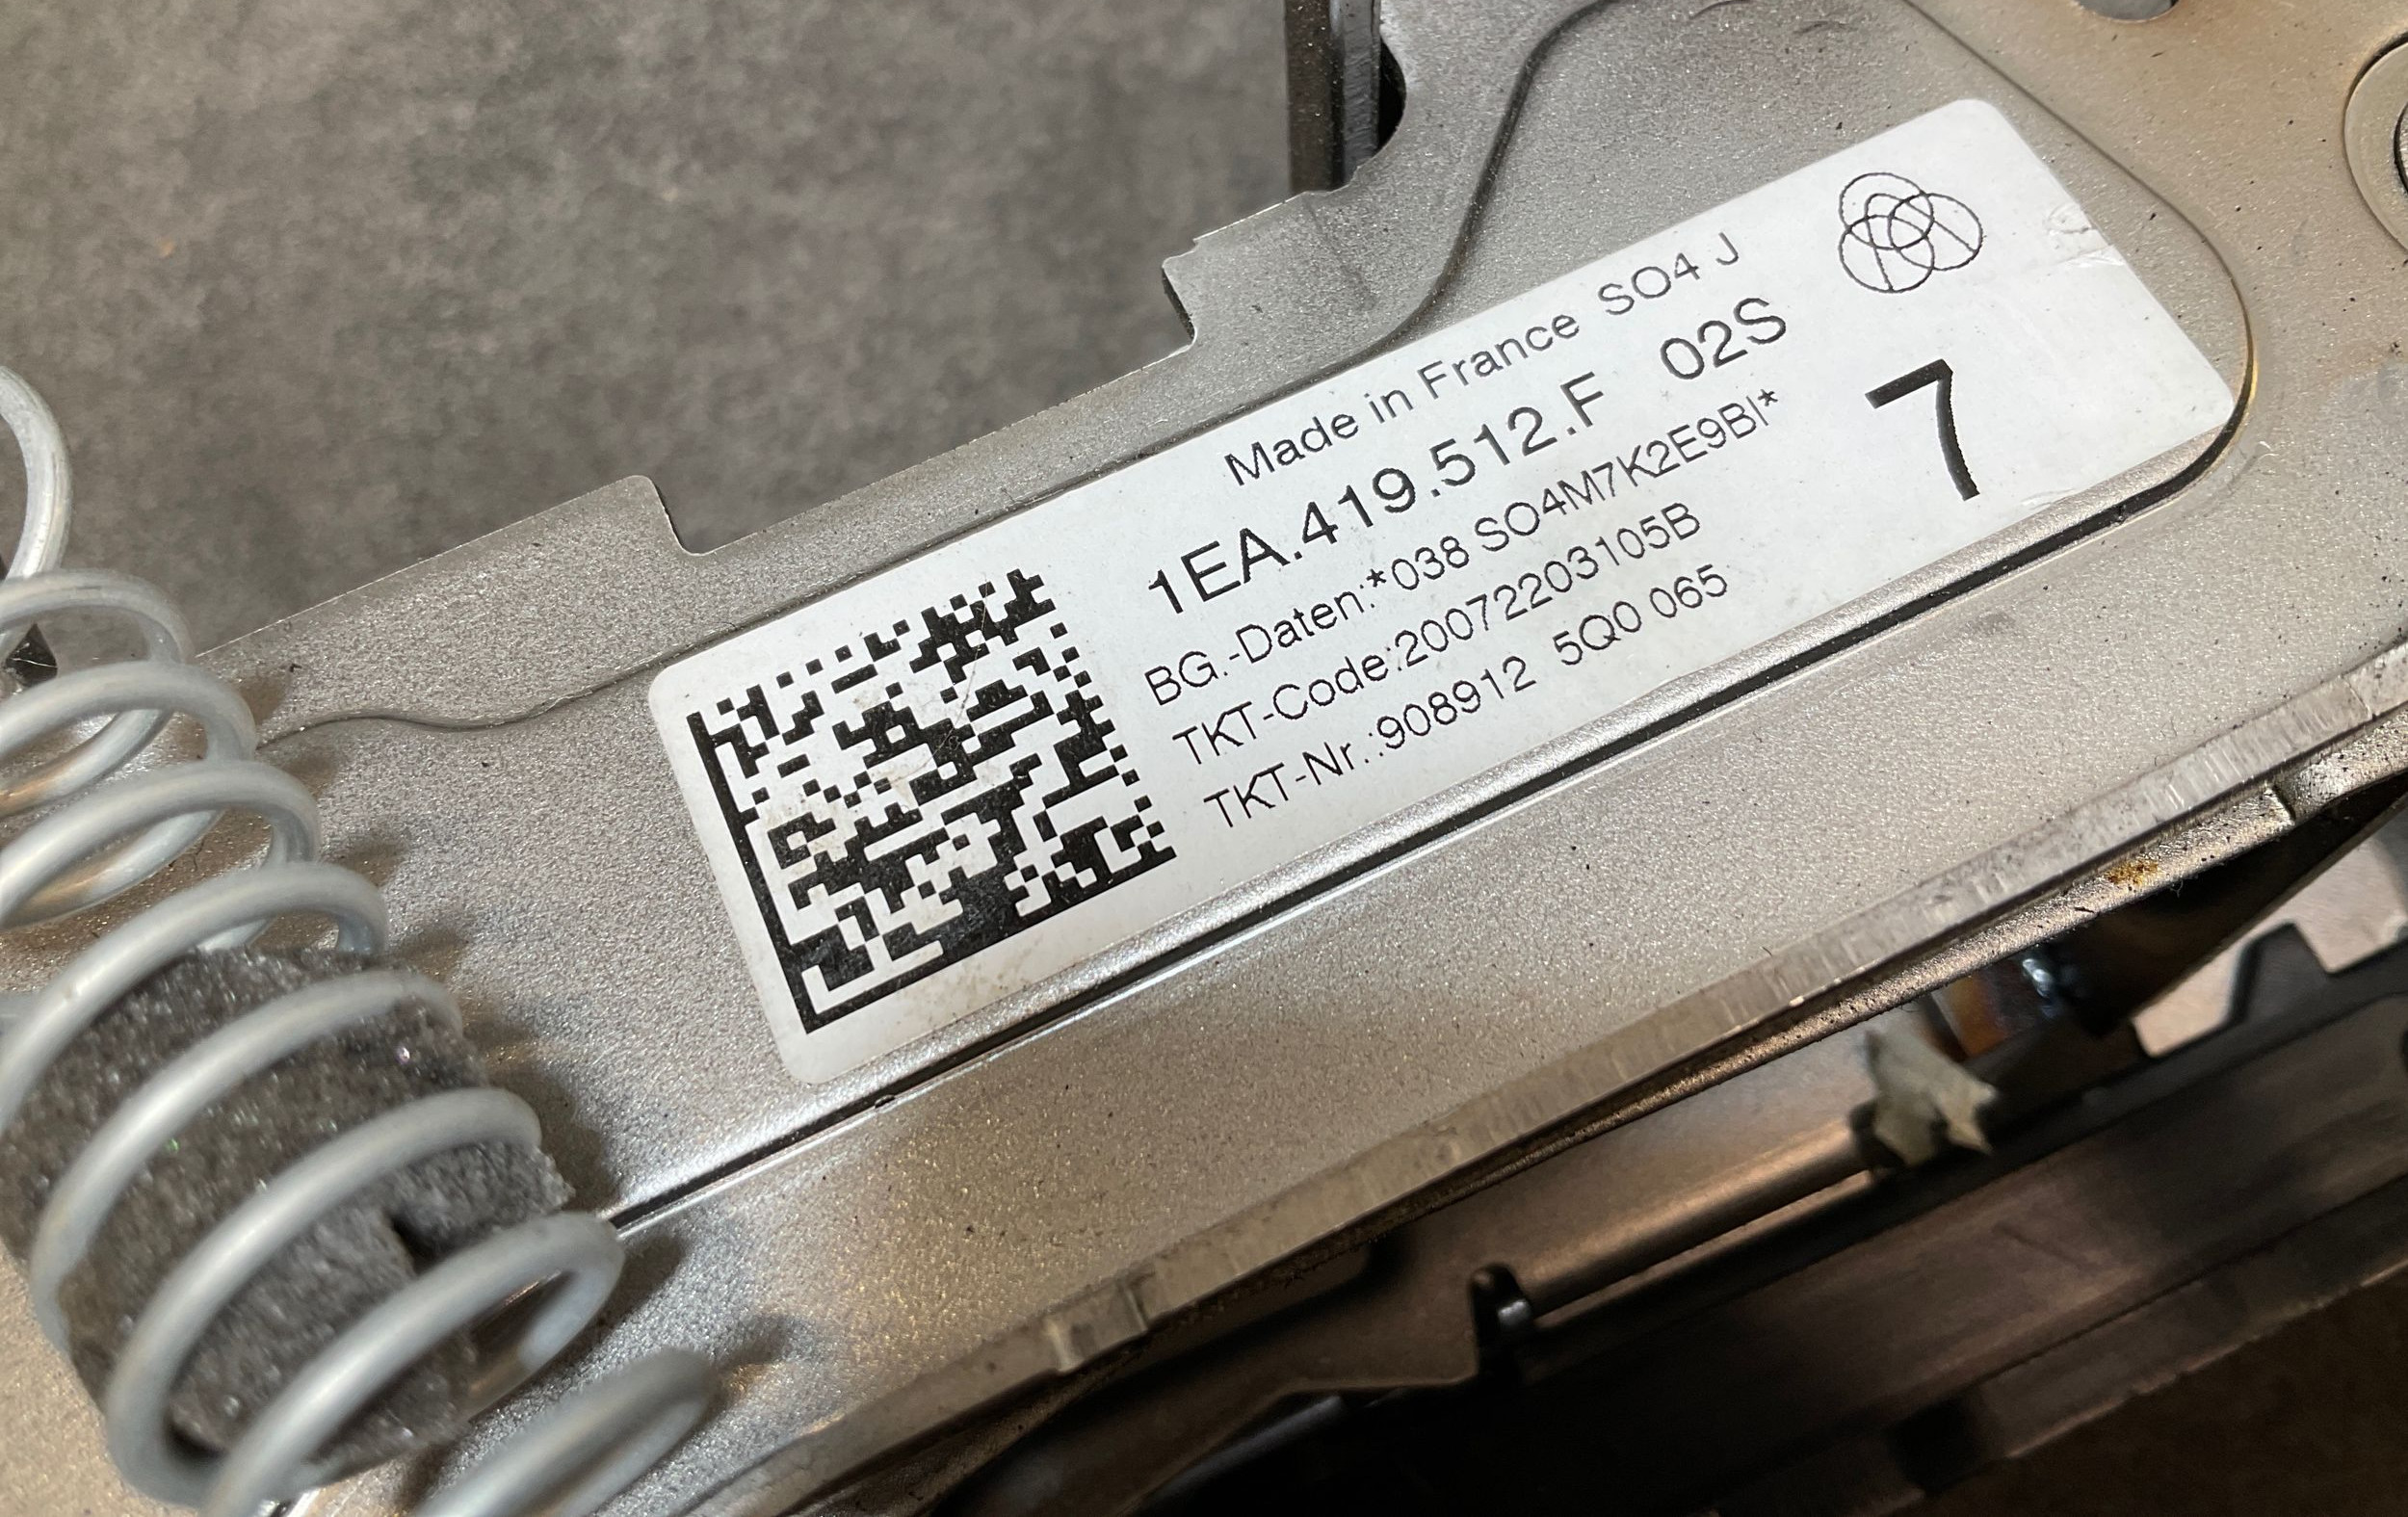 Made in France SO4 J
1EA.419.512.F 02S
BG.-Daten:*038 SO4M7K2E9BI*
TKT-Code:20072203105B
TKT-Nr.:908912 5Q0 065
7